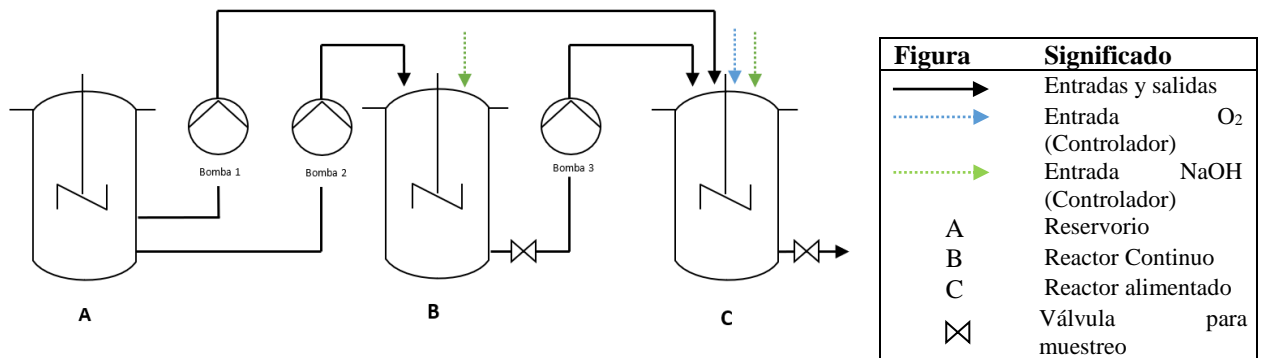 Bomba 1
Bomba 2
Bomba 3
A
B
C
Figura Significado
Entradas y salidas
Entrada O2
(Controlador)
Entrada NaOH
(Controlador)
A Reservorio
B Reactor Continuo
C Reactor alimentado
Válvula para
muestreo